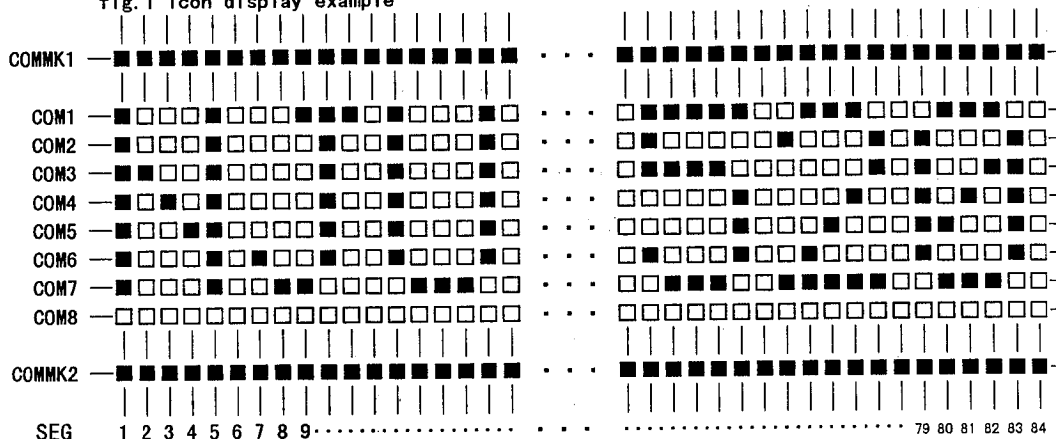 fig.1 icon display example
COMMK1
COM1
COM2
COM3
COM4
COM5
COM6
COM7
COM8
COMMK2
SEG 1 2 3 4 5 6 7 8 9 79 80 81 82 83 84